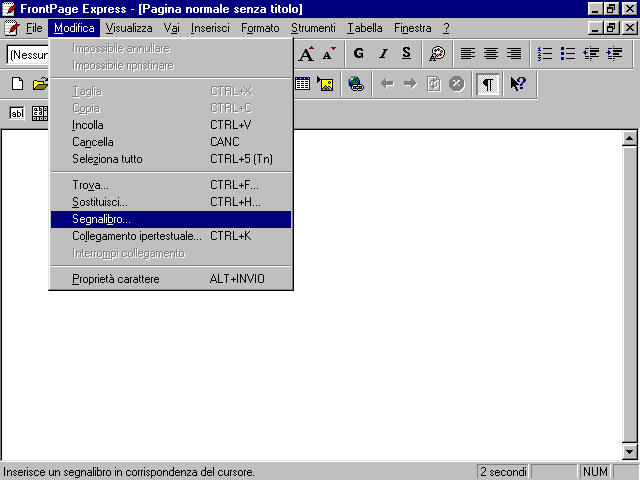 FrontPage Express - [Pagina normale senza titolo]
File Modifica Visualizza Vai Inserisci Formato Strumenti Tabella Finestra ?
(Nessun A A G C S
abl
Impossibile annullare
Impossibile ripristinare
Taglia CTRL+X
Copia CTRL+C
Incolla CTRL+V
Cancella CANC
Seleziona tutto CTRL+5 (Tn)
Trova... CTRL+F...
Sostituisci... CTRL+H...
Segnalibro...
Collegamento ipertestuale... CTRL+K
Interrompi collegamento
Proprietà carattere ALT+INVIO
Inserisce un segnalibro in corrispondenza del cursore. 2 secondi NUM